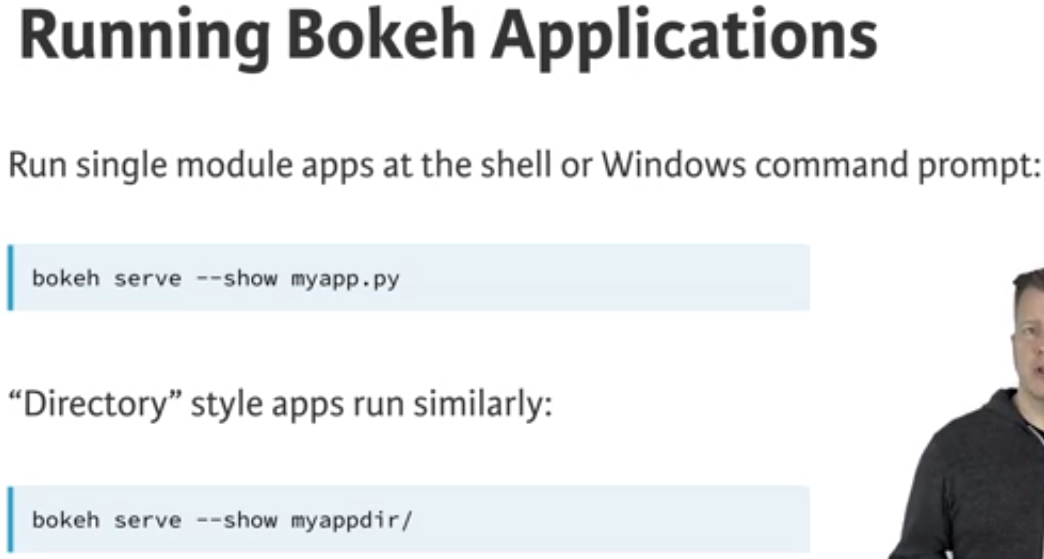 Running Bokeh Applications
Run single module apps at the shell or Windows command prompt:
bokeh serve --show myapp.py
“Directory” style apps run similarly:
bokeh serve --show myappdir/